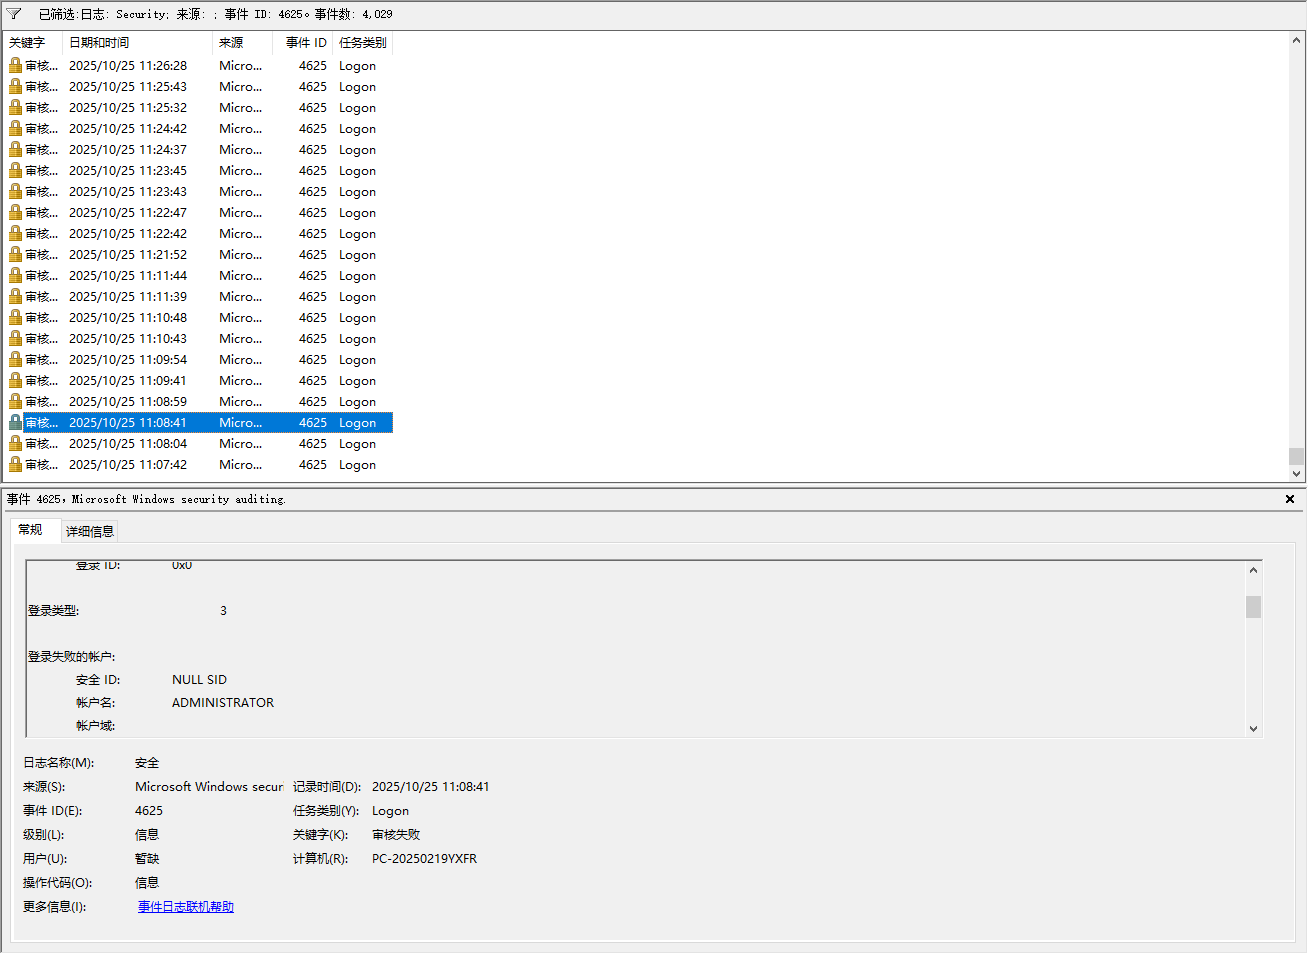 已筛选:日志: Security; 来源: ; 事件 ID: 4625。事件数: 4,029
关键字 日期和时间 来源 事件 ID 任务类别
审核... 2025/10/25 11:26:28 Micro... 4625 Logon
审核... 2025/10/25 11:25:43 Micro... 4625 Logon
审核... 2025/10/25 11:25:32 Micro... 4625 Logon
审核... 2025/10/25 11:24:42 Micro... 4625 Logon
审核... 2025/10/25 11:24:37 Micro... 4625 Logon
审核... 2025/10/25 11:23:45 Micro... 4625 Logon
审核... 2025/10/25 11:23:43 Micro... 4625 Logon
审核... 2025/10/25 11:22:47 Micro... 4625 Logon
审核... 2025/10/25 11:22:42 Micro... 4625 Logon
审核... 2025/10/25 11:21:52 Micro... 4625 Logon
审核... 2025/10/25 11:11:44 Micro... 4625 Logon
审核... 2025/10/25 11:11:39 Micro... 4625 Logon
审核... 2025/10/25 11:10:48 Micro... 4625 Logon
审核... 2025/10/25 11:10:43 Micro... 4625 Logon
审核... 2025/10/25 11:09:54 Micro... 4625 Logon
审核... 2025/10/25 11:09:41 Micro... 4625 Logon
审核... 2025/10/25 11:08:59 Micro... 4625 Logon
审核... 2025/10/25 11:08:41 Micro... 4625 Logon
审核... 2025/10/25 11:08:04 Micro... 4625 Logon
审核... 2025/10/25 11:07:42 Micro... 4625 Logon
事件 4625，Microsoft Windows security auditing.
常规 详细信息
登录 ID: 0x0
登录类型: 3
登录失败的帐户:
安全 ID: NULL SID
帐户名: ADMINISTRATOR
帐户域:
日志名称(M): 安全
来源(S): Microsoft Windows securi 记录时间(D): 2025/10/25 11:08:41
事件 ID(E): 4625 任务类别(Y): Logon
级别(L): 信息 关键字(K): 审核失败
用户(U): 暂缺 计算机(R): PC-20250219YXFR
操作代码(O): 信息
更多信息(I): 事件日志联机帮助